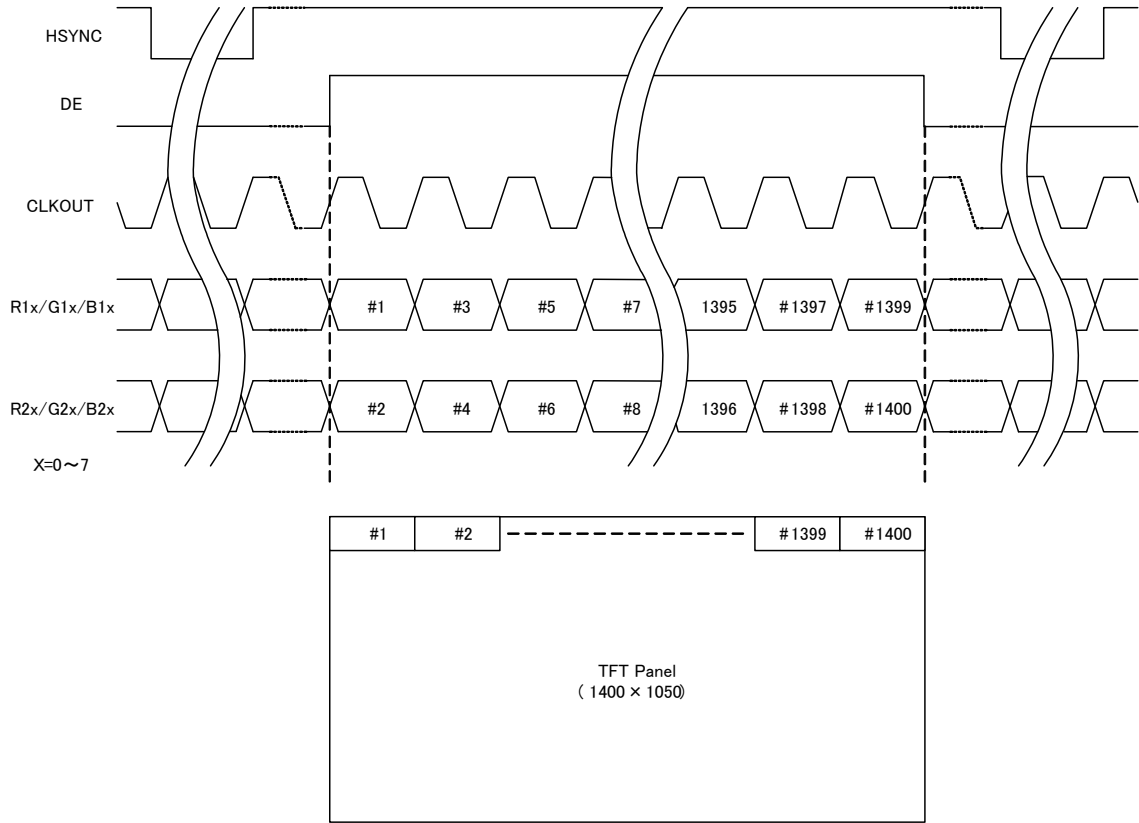 HSYNC
DE
CLKOUT
R1x/G1x/B1x #1 #3 #5 #7 1395 #1397 #1399
R2x/G2x/B2x #2 #4 #6 #8 1396 #1398 #1400
X=0~7
#1 #2 #1399 #1400
TFT Panel
( 1400 × 1050)